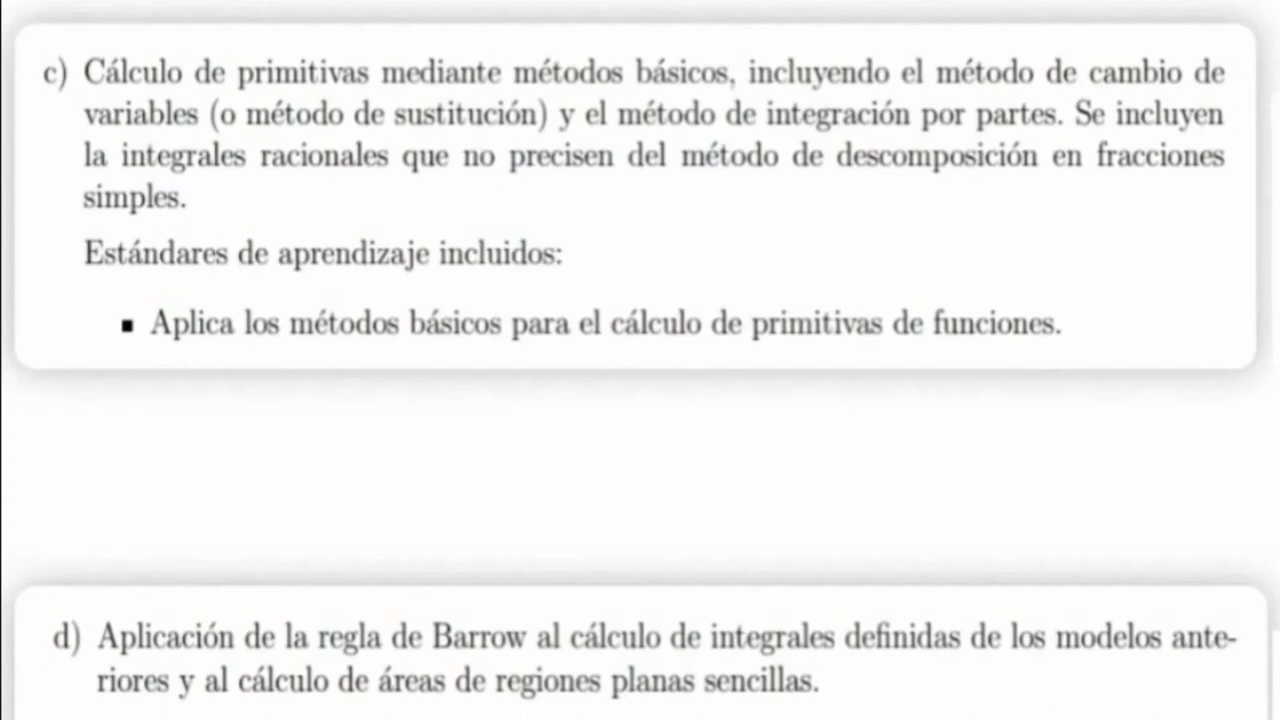 c) Cálculo de primitivas mediante métodos básicos, incluyendo el método de cambio de
variables (o método de sustitución) y el método de integración por partes. Se incluyen
la integrales racionales que no precisen del método de descomposición en fracciones
simples.
Estándares de aprendizaje incluidos:
▪ Aplica los métodos básicos para el cálculo de primitivas de funciones.
d) Aplicación de la regla de Barrow al cálculo de integrales definidas de los modelos ante-
riores y al cálculo de áreas de regiones planas sencillas.